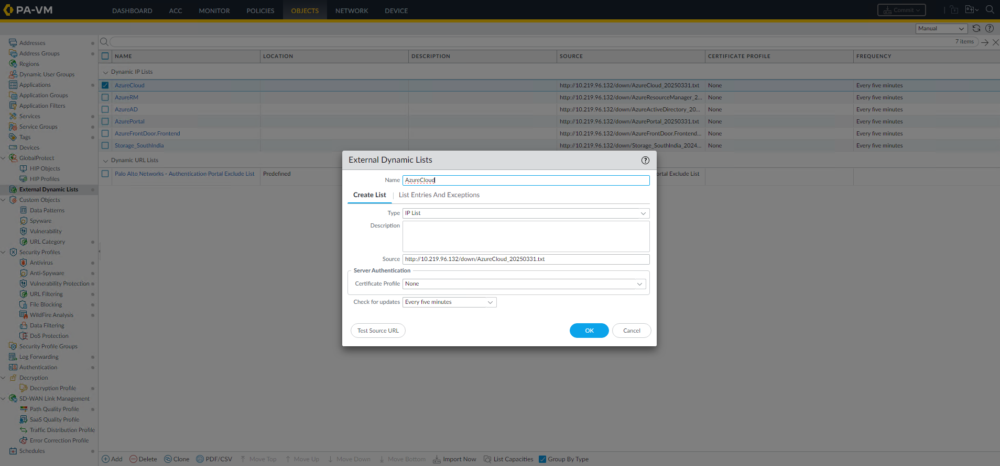 PA-VM
DASHBOARD ACC MONITOR POLICIES OBJECTS NETWORK DEVICE
Commit
Manual
7 items
Addresses
Address Groups
Regions
Dynamic User Groups
Applications
Application Groups
Application Filters
Services
Service Groups
Tags
Devices
GlobalProtect
HIP Objects
HIP Profiles
External Dynamic Lists
Custom Objects
Data Patterns
Spyware
Vulnerability
URL Category
Security Profiles
Antivirus
Anti-Spyware
Vulnerability Protection
URL Filtering
File Blocking
WildFire Analysis
Data Filtering
DoS Protection
Security Profile Groups
Log Forwarding
Authentication
Decryption
Decryption Profile
SD-WAN Link Management
Path Quality Profile
SaaS Quality Profile
Traffic Distribution Profile
Error Correction Profile
Schedules
NAME LOCATION DESCRIPTION SOURCE CERTIFICATE PROFILE FREQUENCY
Dynamic IP Lists
AzureCloud http://10.219.96.132/down/AzureCloud_20250331.txt None Every five minutes
AzureRM http://10.219.96.132/down/AzureResourceManager_2... None Every five minutes
AzureAD http://10.219.96.132/down/AzureActiveDirectory_20... None Every five minutes
AzurePortal http://10.219.96.132/down/AzurePortal_20250331.txt None Every five minutes
AzureFrontDoor.Frontend http://10.219.96.132/down/AzureFrontDoor.Frontend... None Every five minutes
Storage_SouthIndia http://10.219.96.132/down/Storage_SouthIndia_2024... None Every five minutes
Dynamic URL Lists
Palo Alto Networks - Authentication Portal Exclude List Predefined ortal Exclude List
External Dynamic Lists
Name AzureCloud
Create List List Entries And Exceptions
Type IP List
Description
Source http://10.219.96.132/down/AzureCloud_20250331.txt
Server Authentication
Certificate Profile None
Check for updates Every five minutes
Test Source URL OK Cancel
Add Delete Clone PDF/CSV Move Top Move Up Move Down Move Bottom Import Now List Capacities Group By Type